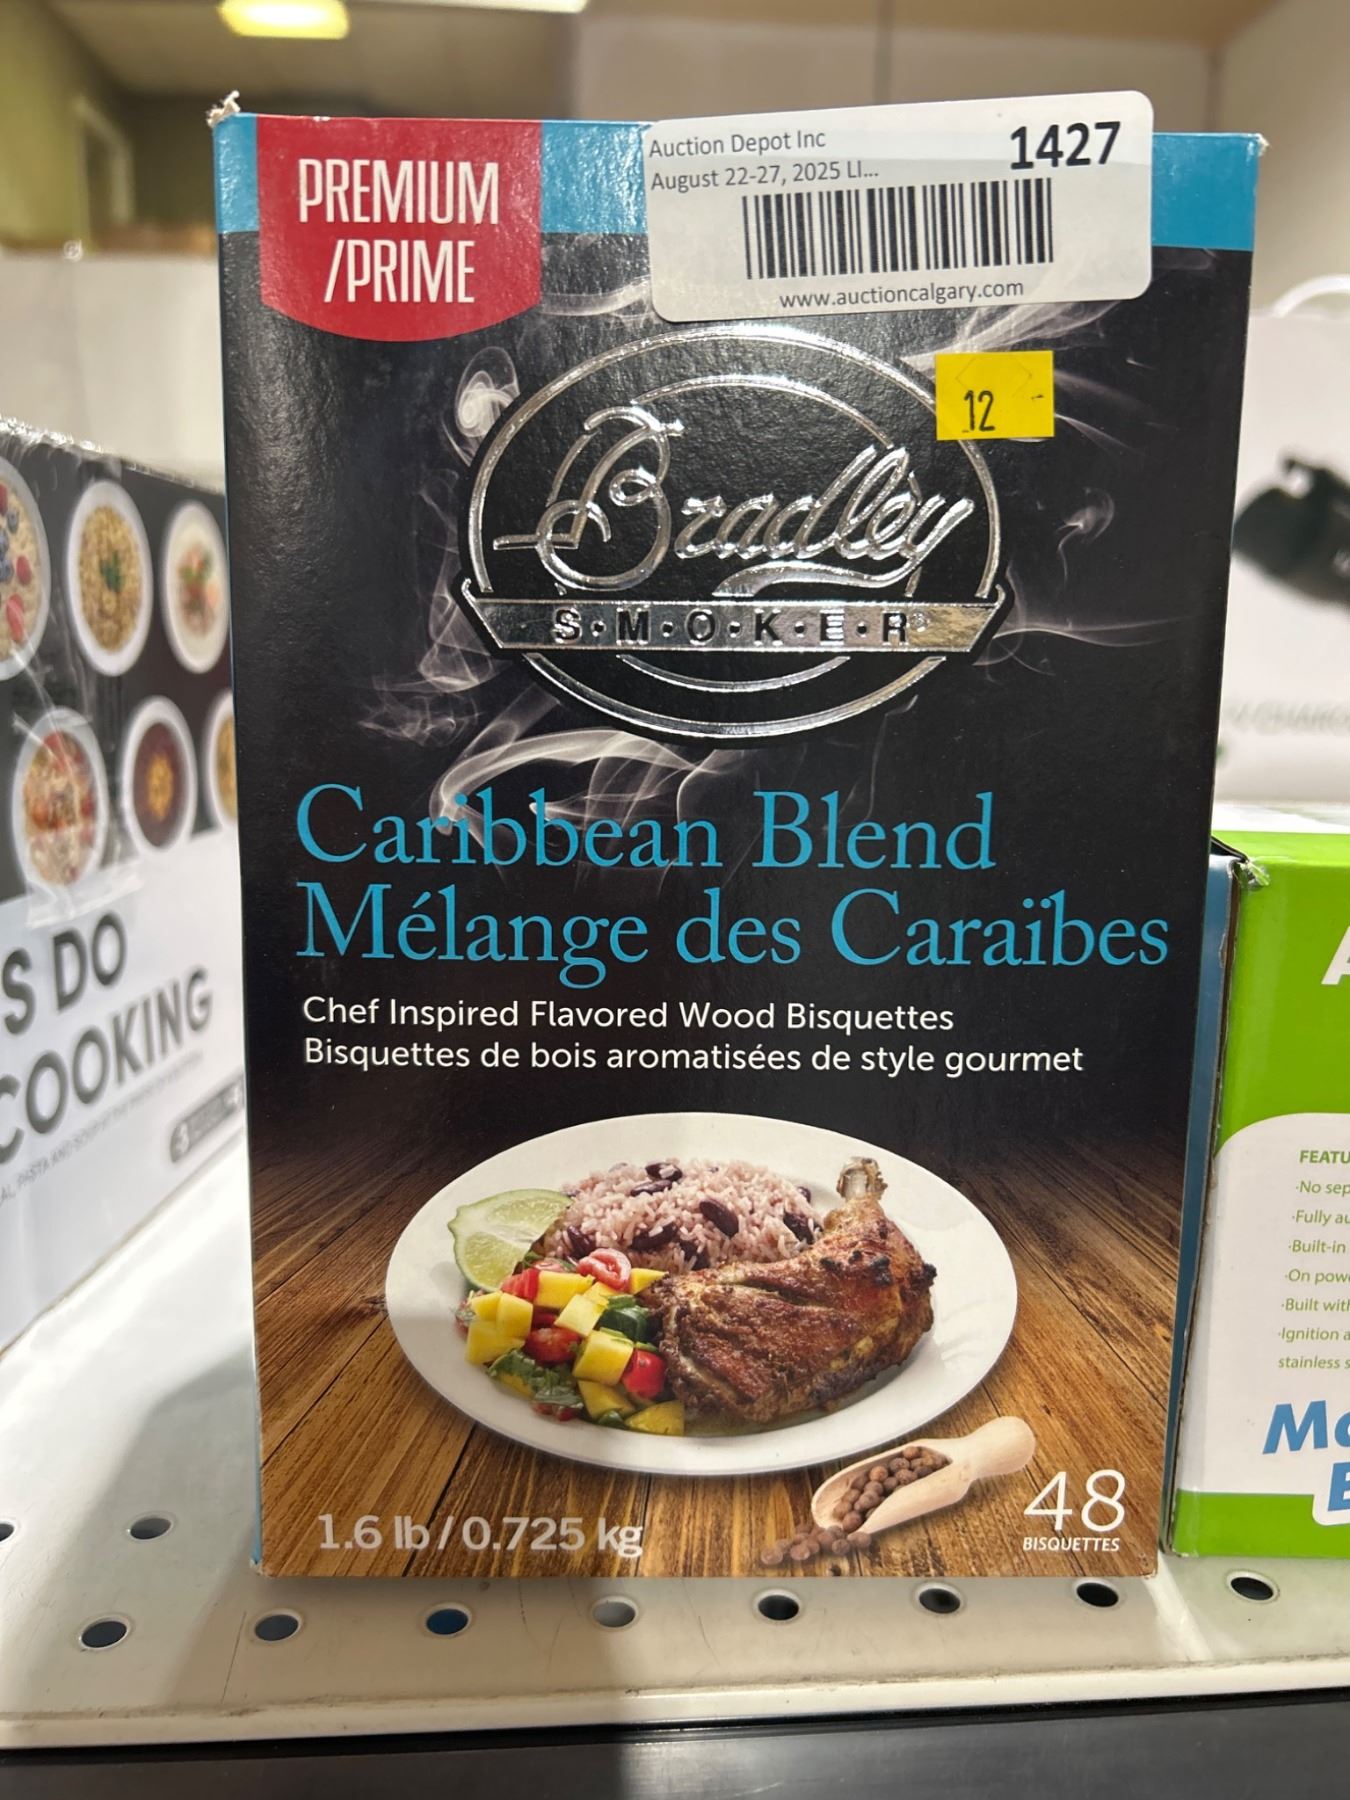 PREMIUM
/PRIME
Auction Depot Inc
1427
August 22-27, 2025 LI...
www.auctioncalgary.com
12
Bradley
S·M·O·K·E·R®
Caribbean Blend
Mélange des Caraïbes
Chef Inspired Flavored Wood Bisquettes
Bisquettes de bois aromatisées de style gourmet
1.6 lb/0.725 kg
48
BISQUETTES
S DO
COOKING
FEATU
·No sep
·Fully au
·Built-in
·On powe
·Built with
·Ignition a
stainless s